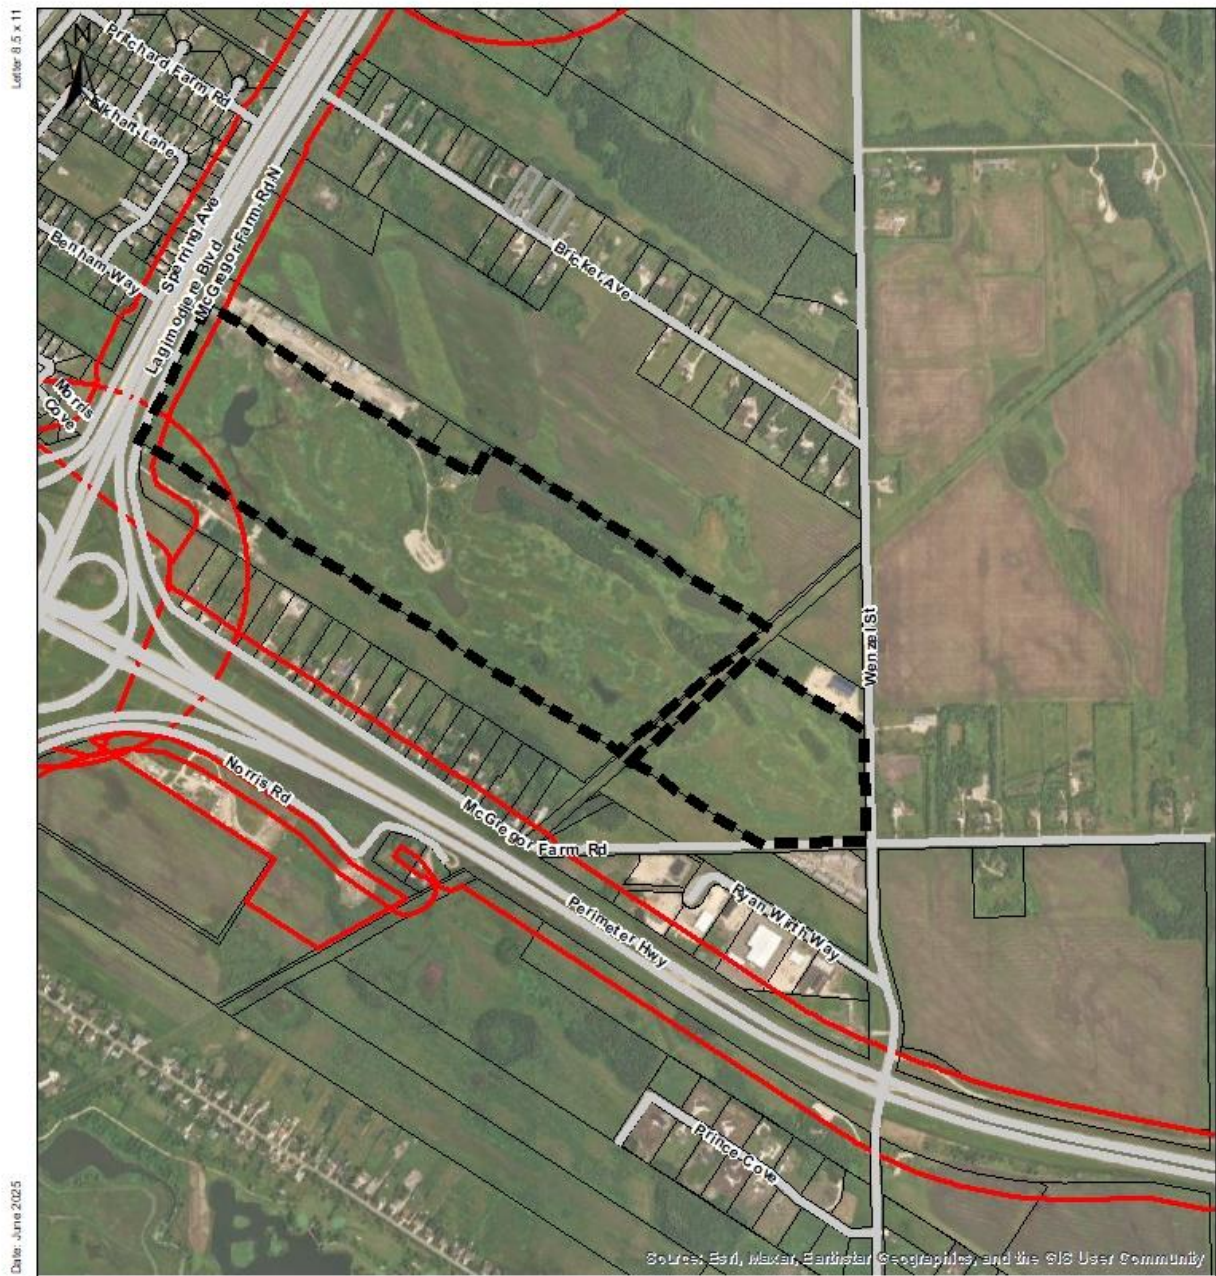 Letter 8.5 x 11
N
Pritchard Farm Rd
Elkhart Lane
Sperring Ave
Benham Way
Lagimodiere Blvd
McGregor Farm Rd N
Bricker Ave
Morris
Cove
Wenzel St
Norris Rd
McGregor Farm Rd
Ryan Wirth Way
Perimeter Hwy
Prince Cove
Date: June 2025
Source: Esri, Maxar, Earthstar Geographics, and the GIS User Community